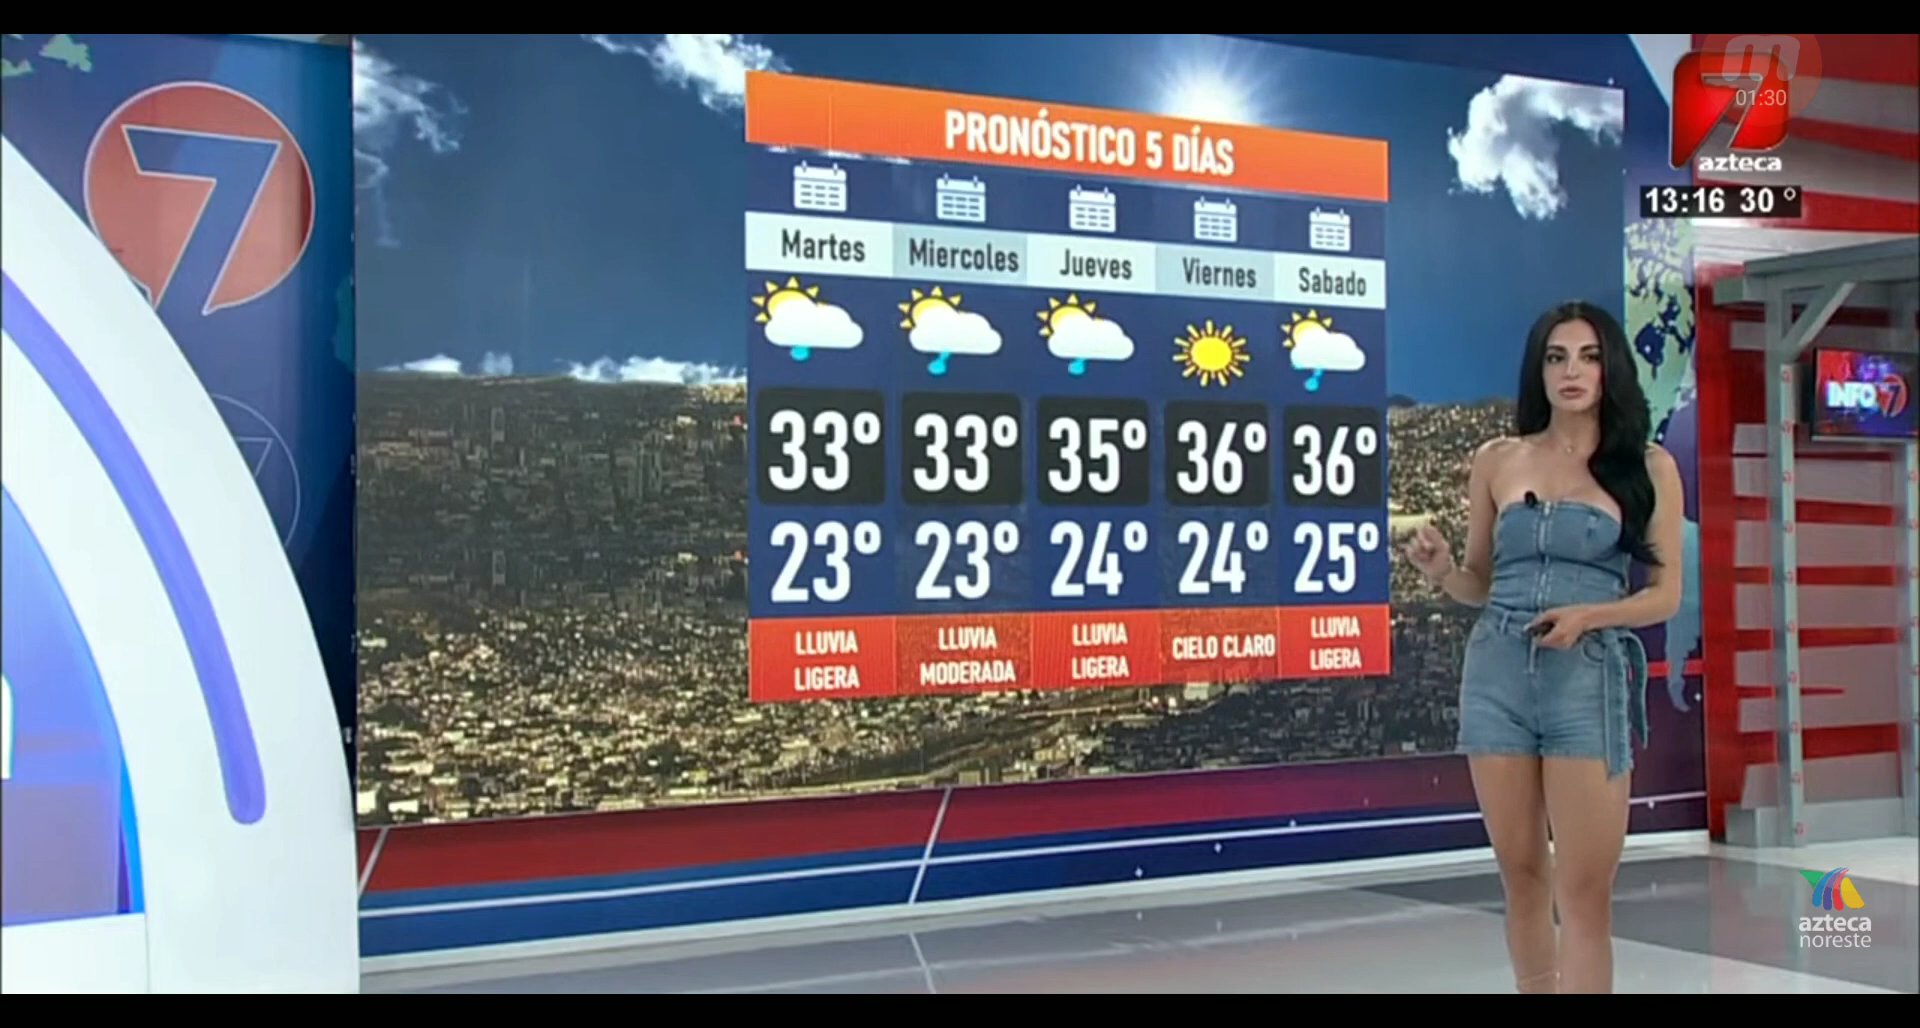 PRONÓSTICO 5 DÍAS
Martes Miercoles Jueves Viernes Sabado
33° 33° 35° 36° 36°
23° 23° 24° 24° 25°
LLUVIA LIGERA
LLUVIA MODERADA
LLUVIA LIGERA
CIELO CLARO
LLUVIA LIGERA
7
7
01:30
azteca
13:16 30°
INFO 7
azteca
noreste